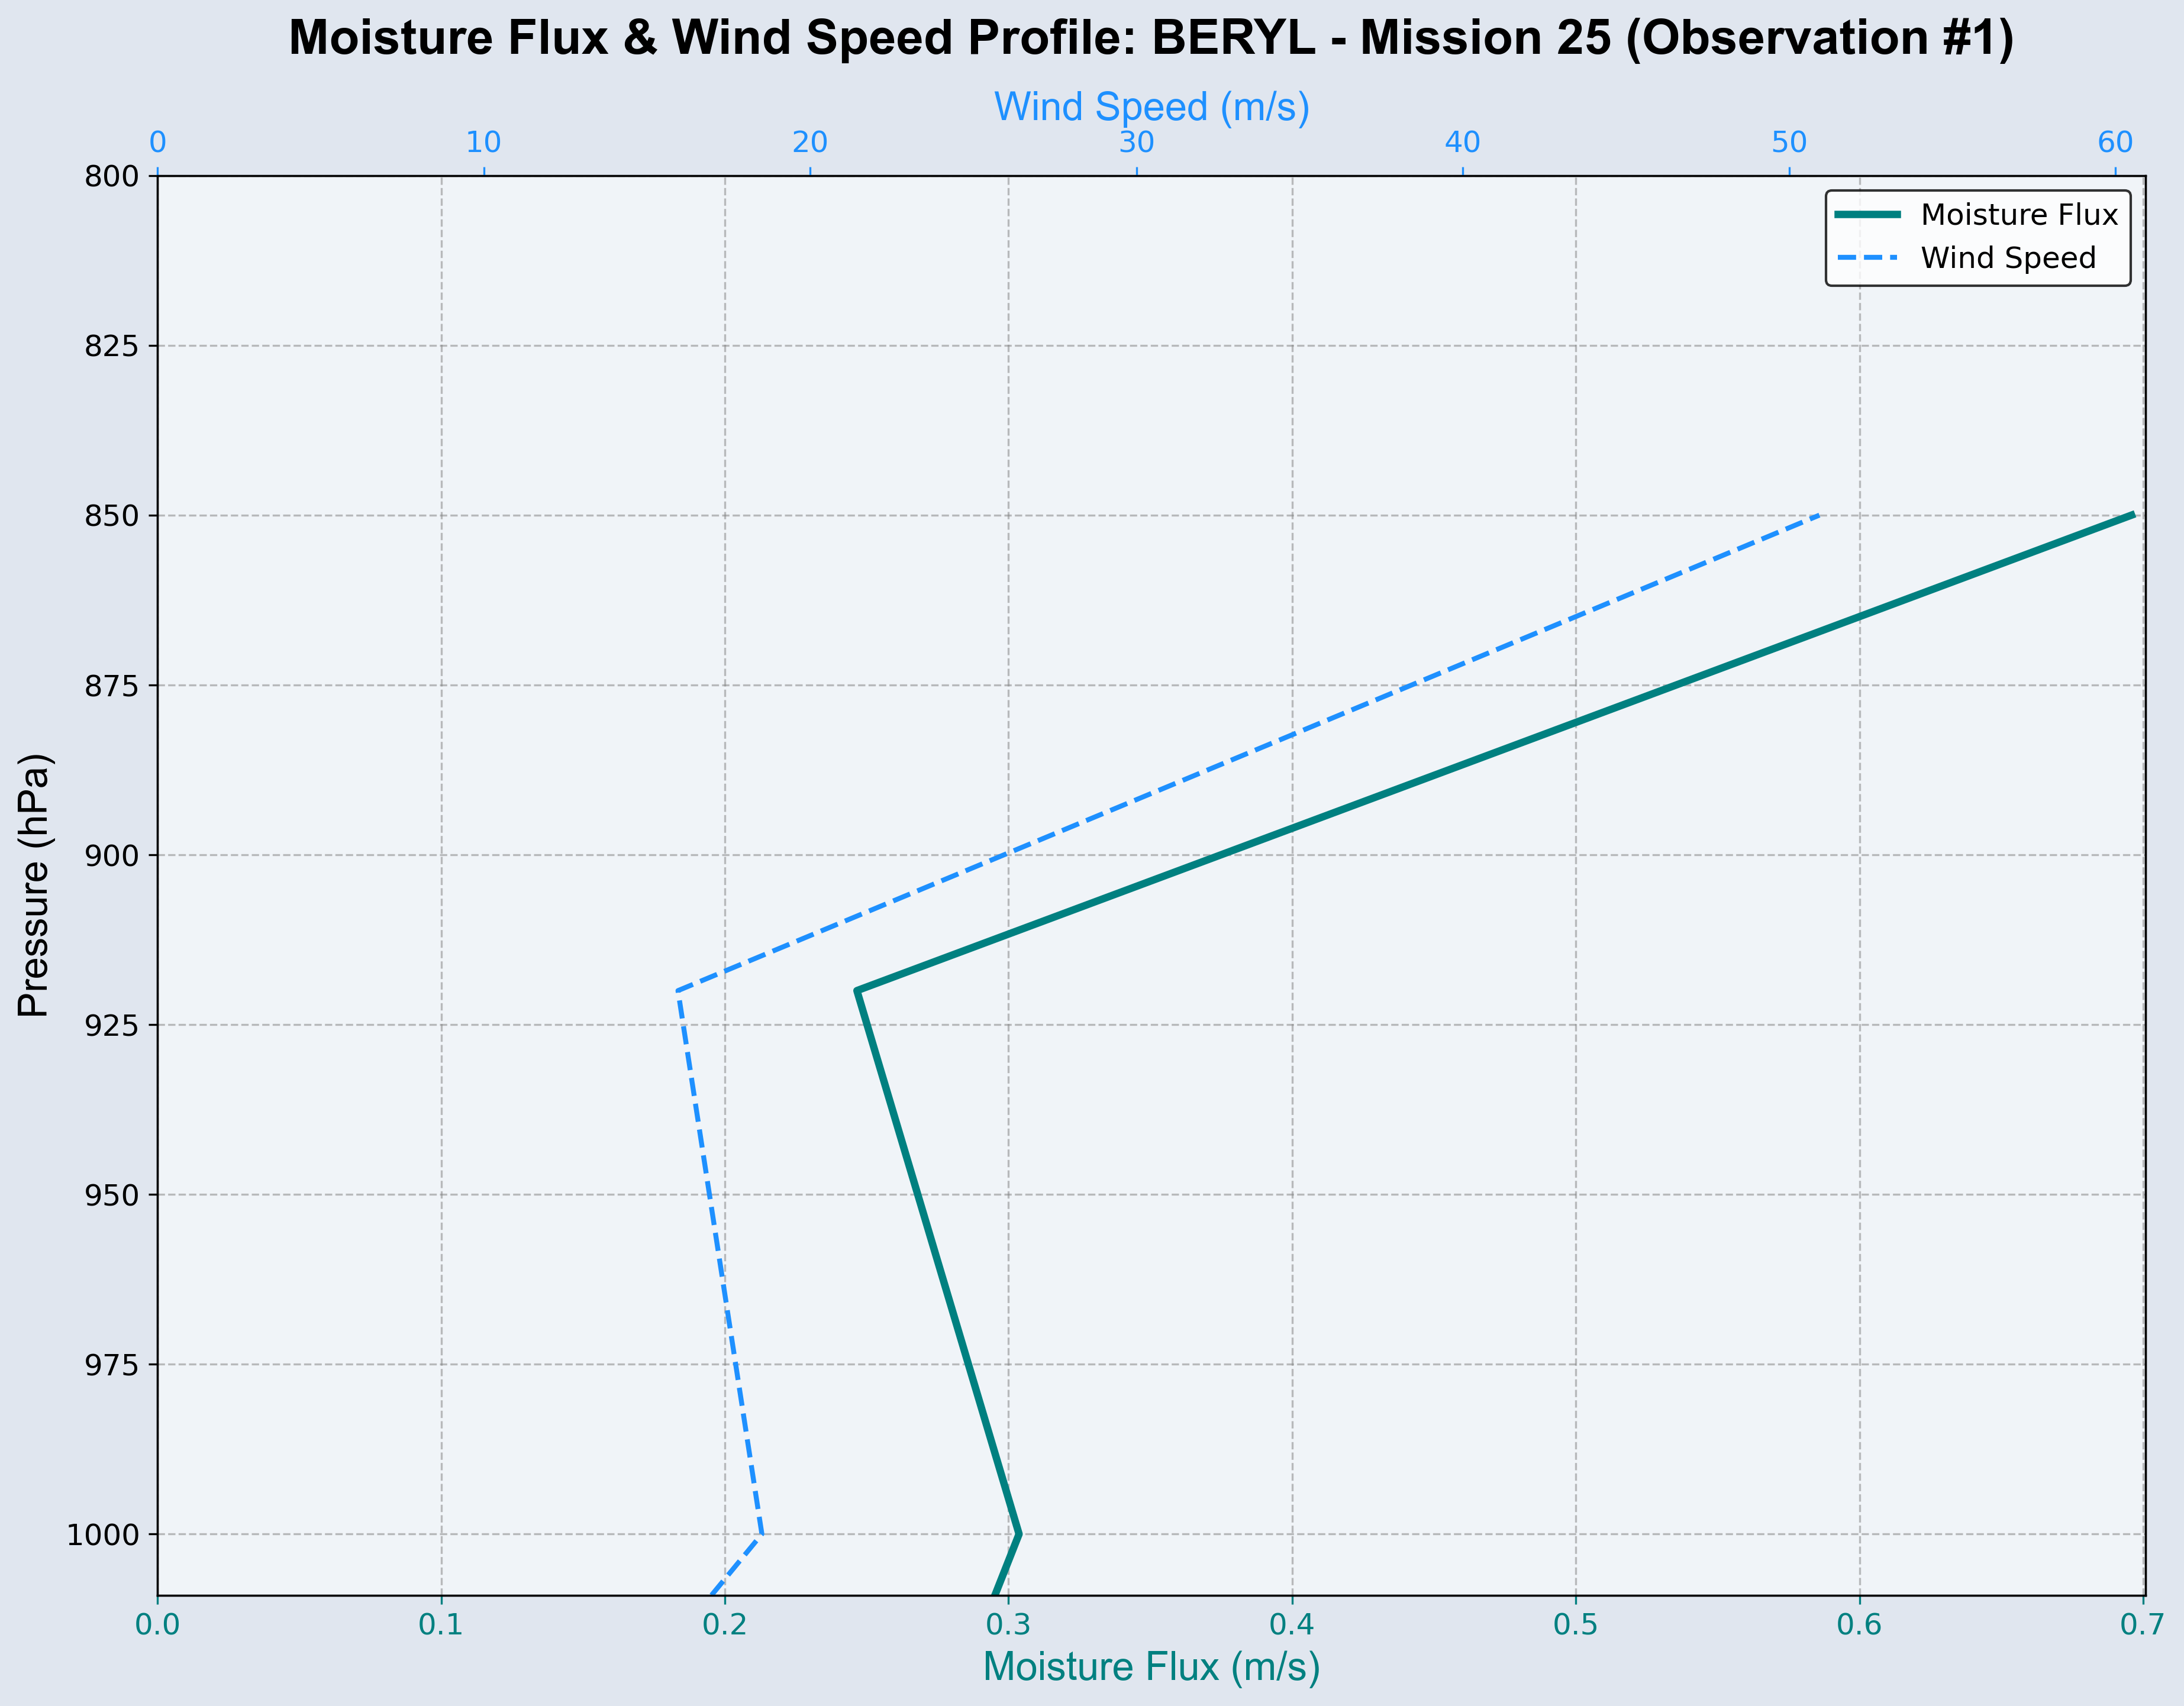 Moisture Flux & Wind Speed Profile: BERYL - Mission 25 (Observation #1)
Wind Speed (m/s)
0 10 20 30 40 50 60
Moisture Flux
Wind Speed
800
825
850
875
900
925
950
975
1000
Pressure (hPa)
0.0 0.1 0.2 0.3 0.4 0.5 0.6 0.7
Moisture Flux (m/s)